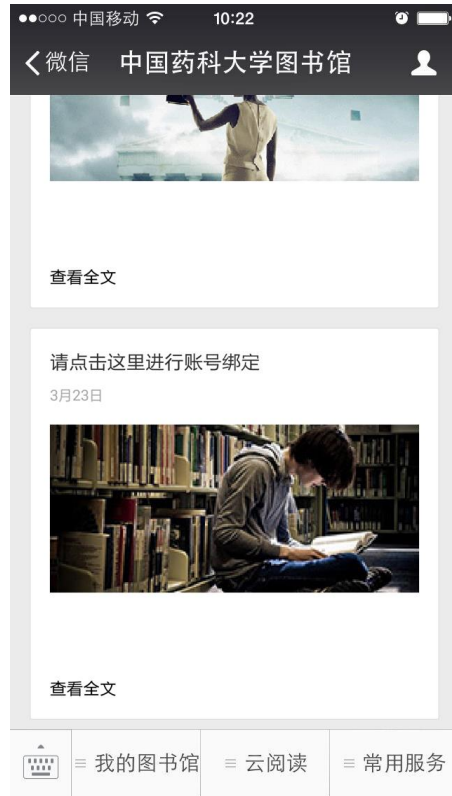 中国移动 10:22
微信 中国药科大学图书馆
查看全文
请点击这里进行账号绑定
3月23日
查看全文
我的图书馆 云阅读 常用服务